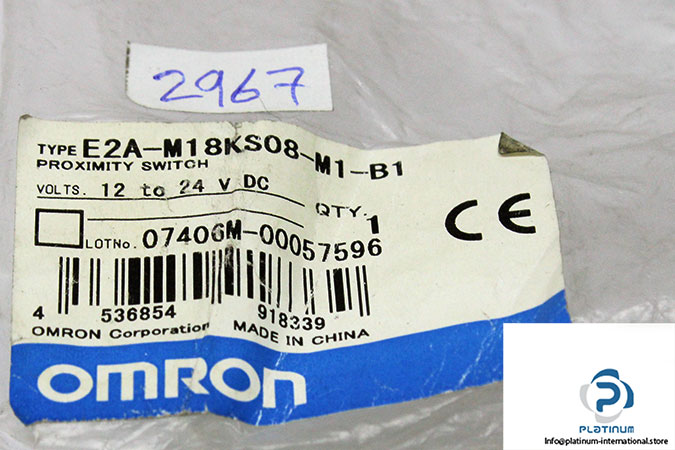 2967
TYPE E2A-M18KS08-M1-B1
PROXIMITY SWITCH
VOLTS. 12 to 24 V DC
QTY. 1
LOTNo. 07406M-00057596
CE
4 536854 918339
OMRON Corporation MADE IN CHINA
OMRON
PLATINUM
Info@platinum-international.store